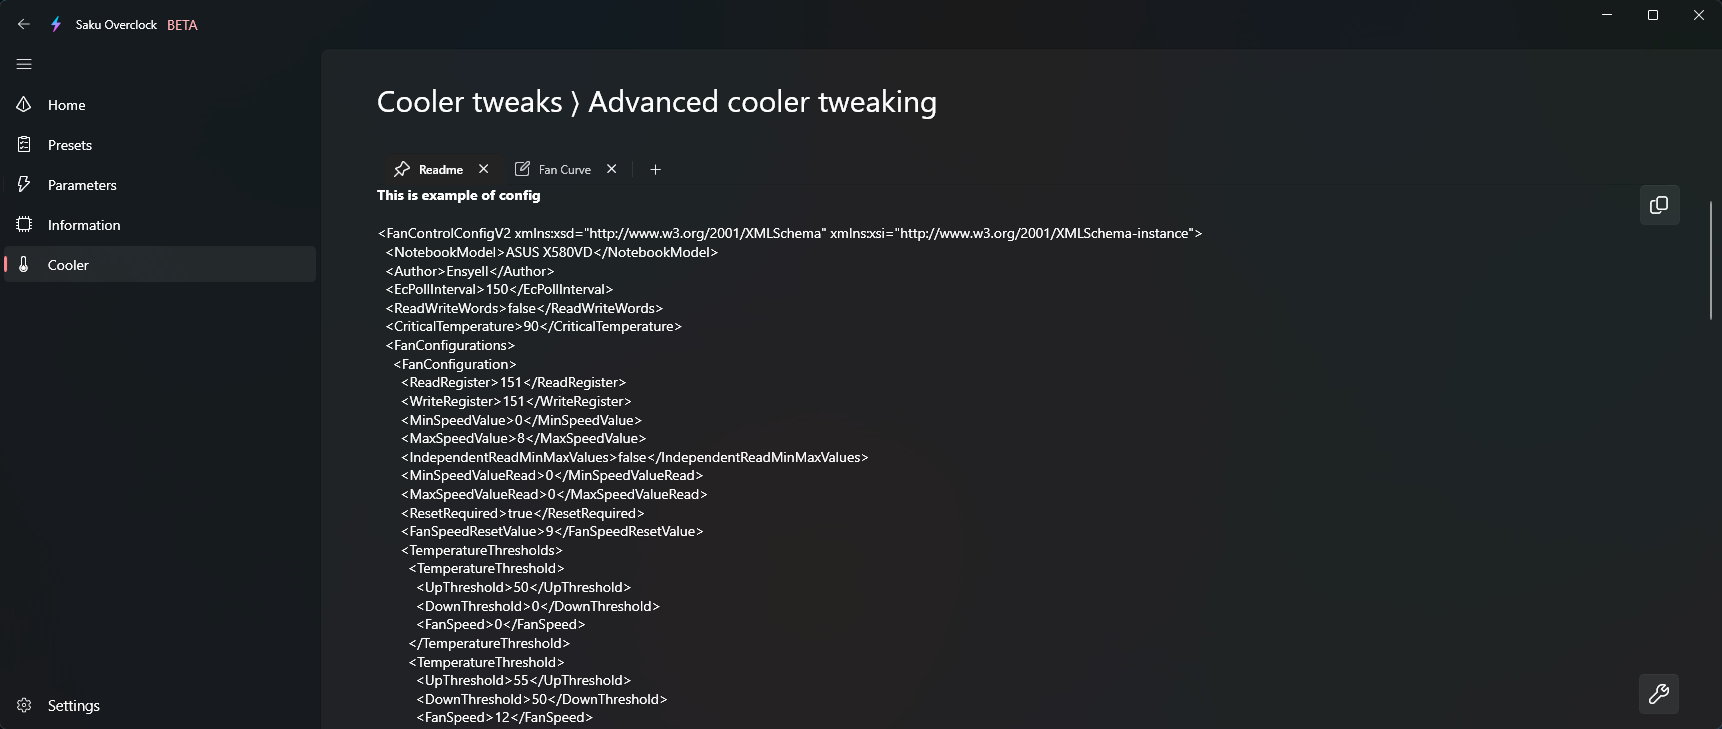 Saku Overclock BETA
Home
Presets
Parameters
Information
Cooler
Settings
Cooler tweaks ⟩ Advanced cooler tweaking
Readme
Fan Curve
This is example of config
<FanControlConfigV2 xmlns:xsd="http://www.w3.org/2001/XMLSchema" xmlns:xsi="http://www.w3.org/2001/XMLSchema-instance">
<NotebookModel>ASUS X580VD</NotebookModel>
<Author>Ensyell</Author>
<EcPollInterval>150</EcPollInterval>
<ReadWriteWords>false</ReadWriteWords>
<CriticalTemperature>90</CriticalTemperature>
<FanConfigurations>
<FanConfiguration>
<ReadRegister>151</ReadRegister>
<WriteRegister>151</WriteRegister>
<MinSpeedValue>0</MinSpeedValue>
<MaxSpeedValue>8</MaxSpeedValue>
<IndependentReadMinMaxValues>false</IndependentReadMinMaxValues>
<MinSpeedValueRead>0</MinSpeedValueRead>
<MaxSpeedValueRead>0</MaxSpeedValueRead>
<ResetRequired>true</ResetRequired>
<FanSpeedResetValue>9</FanSpeedResetValue>
<TemperatureThresholds>
<TemperatureThreshold>
<UpThreshold>50</UpThreshold>
<DownThreshold>0</DownThreshold>
<FanSpeed>0</FanSpeed>
</TemperatureThreshold>
<TemperatureThreshold>
<UpThreshold>55</UpThreshold>
<DownThreshold>50</DownThreshold>
<FanSpeed>12</FanSpeed>